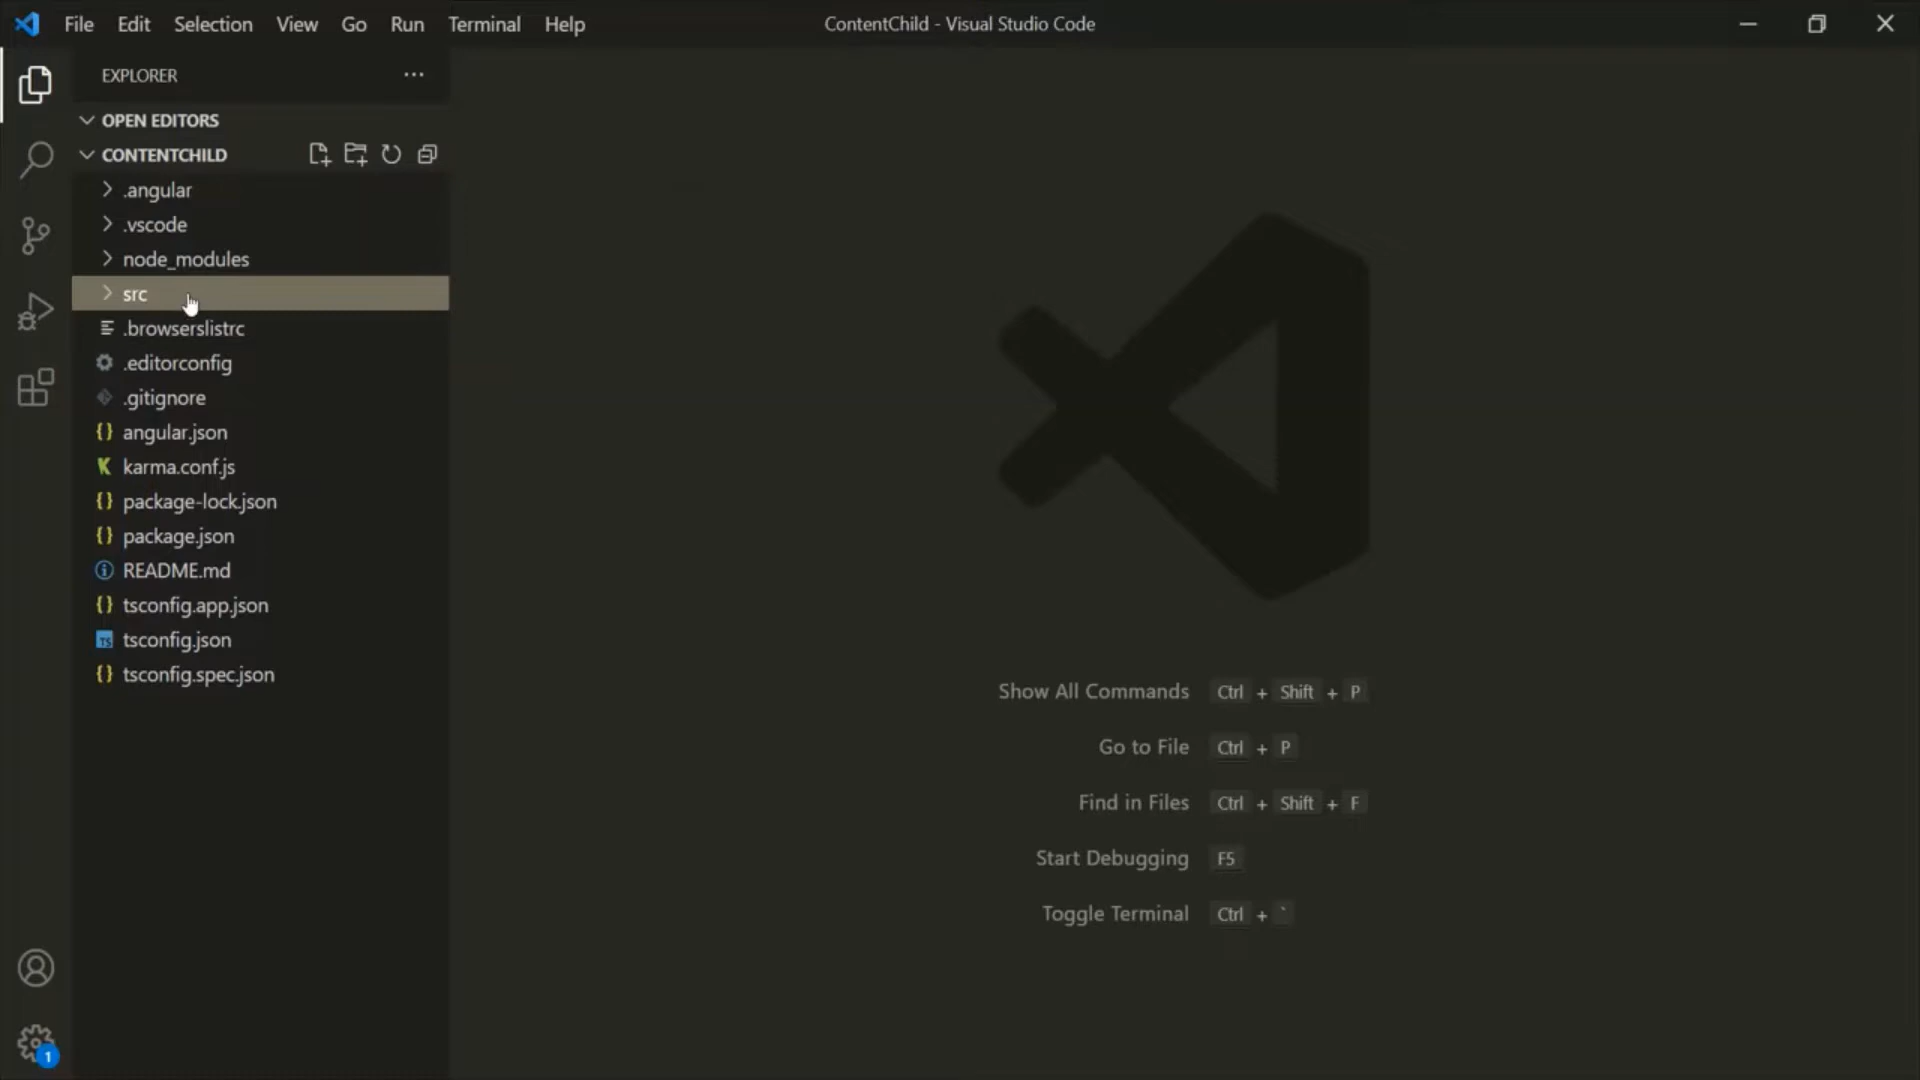 File Edit Selection View Go Run Terminal Help
ContentChild - Visual Studio Code
EXPLORER
OPEN EDITORS
CONTENTCHILD
.angular
.vscode
node_modules
src
.browserslistrc
.editorconfig
.gitignore
{} angular.json
K karma.conf.js
{} package-lock.json
{} package.json
README.md
{} tsconfig.app.json
TS tsconfig.json
{} tsconfig.spec.json
Show All Commands Ctrl + Shift + P
Go to File Ctrl + P
Find in Files Ctrl + Shift + F
Start Debugging F5
Toggle Terminal Ctrl + `
1